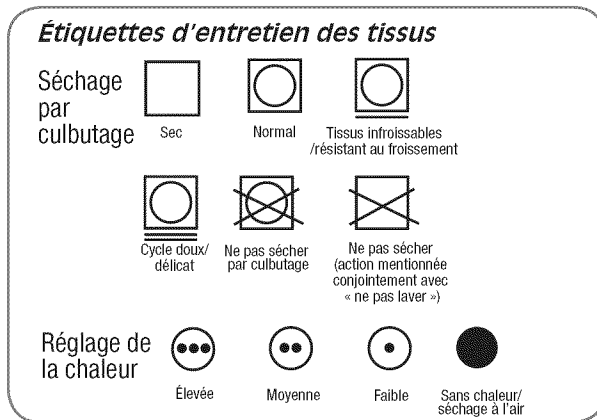 Étiquettes d'entretien des tissus
Séchage
par
culbutage
Sec
Normal
Tissus infroissables
/résistant au froissement
Cycle doux/
délicat
Ne pas sécher
par culbutage
Ne pas sécher
(action mentionnée
conjointement avec
« ne pas laver »)
Réglage de
la chaleur
Élevée
Moyenne
Faible
Sans chaleur/
séchage à l'air